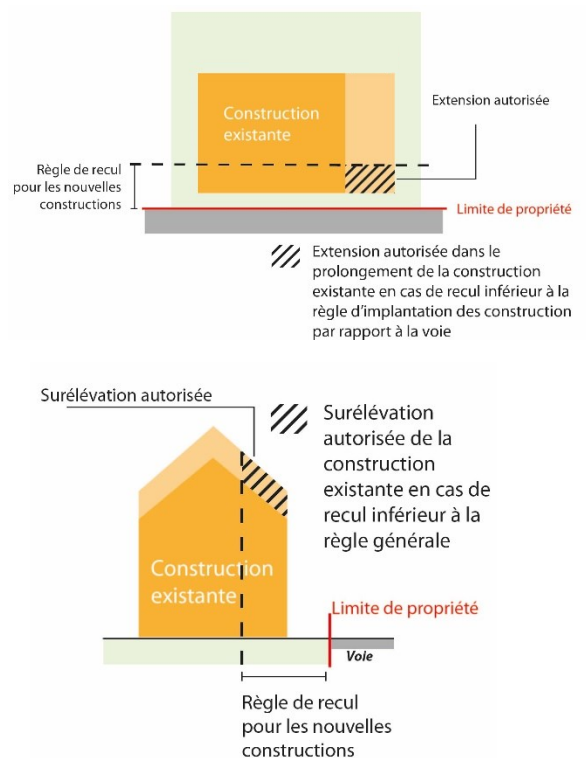 Construction
existante
Extension autorisée
Règle de recul
pour les nouvelles
constructions
Limite de propriété
Extension autorisée dans le
prolongement de la construction
existante en cas de recul inférieur à la
règle d'implantation des construction
par rapport à la voie
Surélévation autorisée
Surélévation
autorisée de la
construction
existante en cas de
recul inférieur à la
règle générale
Construction
existante
Limite de propriété
Voie
Règle de recul
pour les nouvelles
constructions